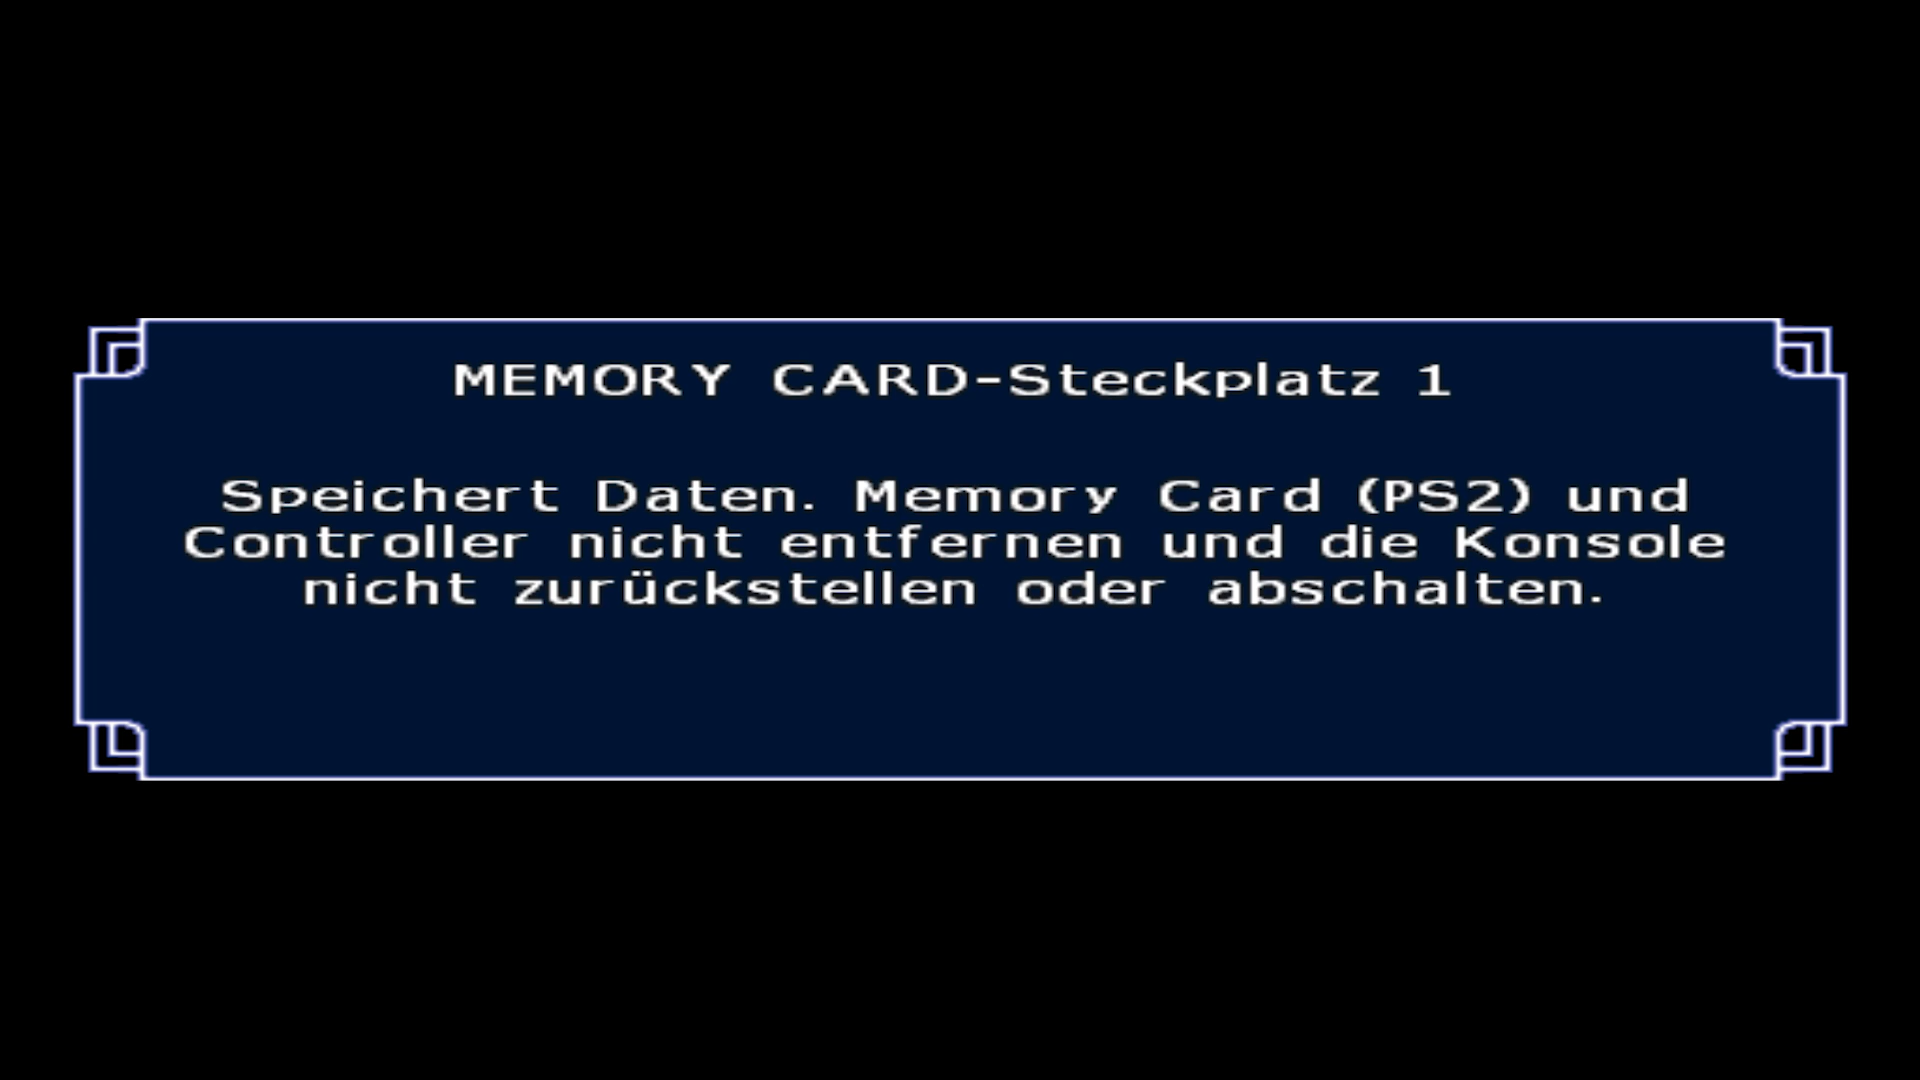 MEMORY CARD-Steckplatz 1
Speichert Daten. Memory Card (PS2) und
Controller nicht entfernen und die Konsole
nicht zurückstellen oder abschalten.